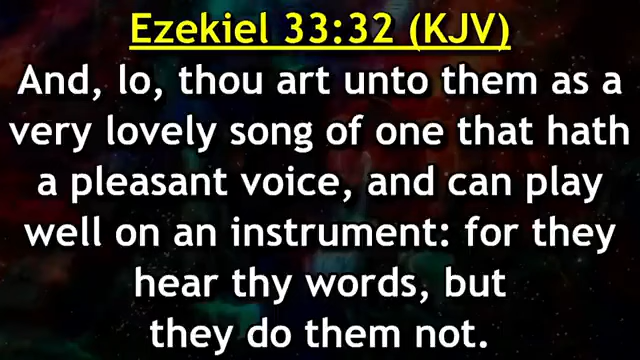 Ezekiel 33:32 (KJV)
And, lo, thou art unto them as a
very lovely song of one that hath
a pleasant voice, and can play
well on an instrument: for they
hear thy words, but
they do them not.